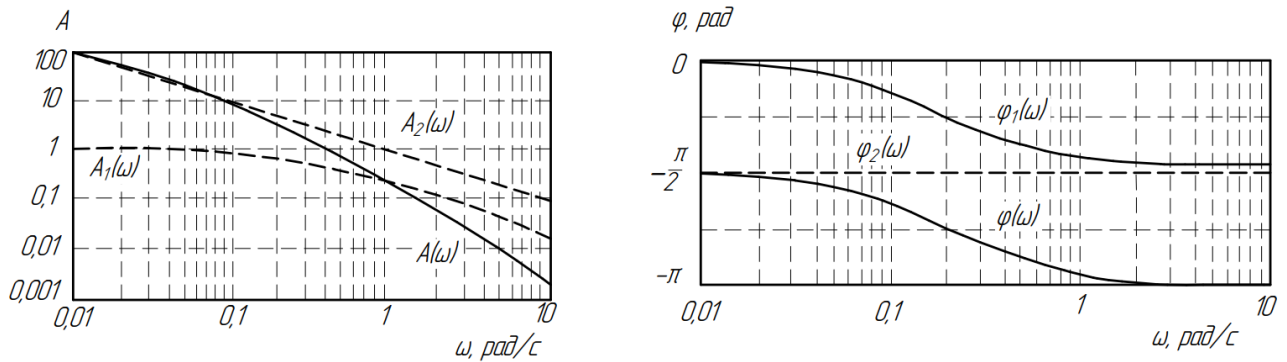 A
100
10
1
0,1
0,01
0,001
A₂(ω)
A₁(ω)
A(ω)
0,01
0,1
1
10
ω, рад/с
φ, рад
0
-π/2
-π
φ₁(ω)
φ₂(ω)
φ(ω)
0,01
0,1
1
10
ω, рад/с